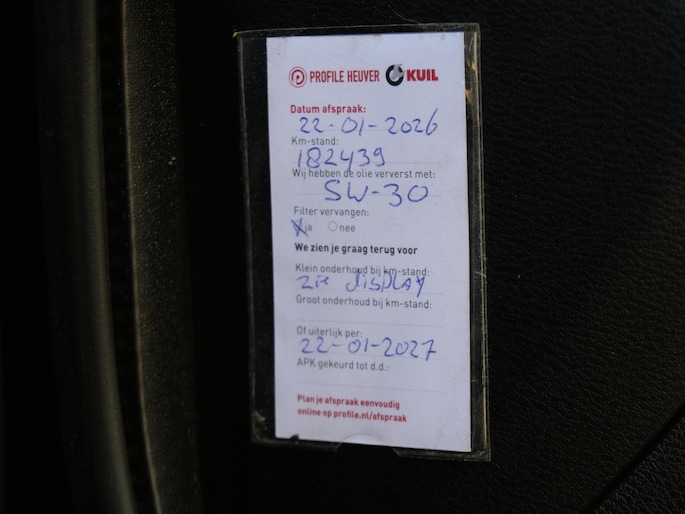 PROFILE HEUVER KUIL
Datum afspraak:
22-01-2026
Km-stand:
182439
Wij hebben de olie ververst met:
5W-30
Filter vervangen:
ja nee
We zien je graag terug voor
Klein onderhoud bij km-stand:
zie display
Groot onderhoud bij km-stand:
Of uiterlijk per:
22-01-2027
APK gekeurd tot d.d.:
Plan je afspraak eenvoudig
online op profile.nl/afspraak